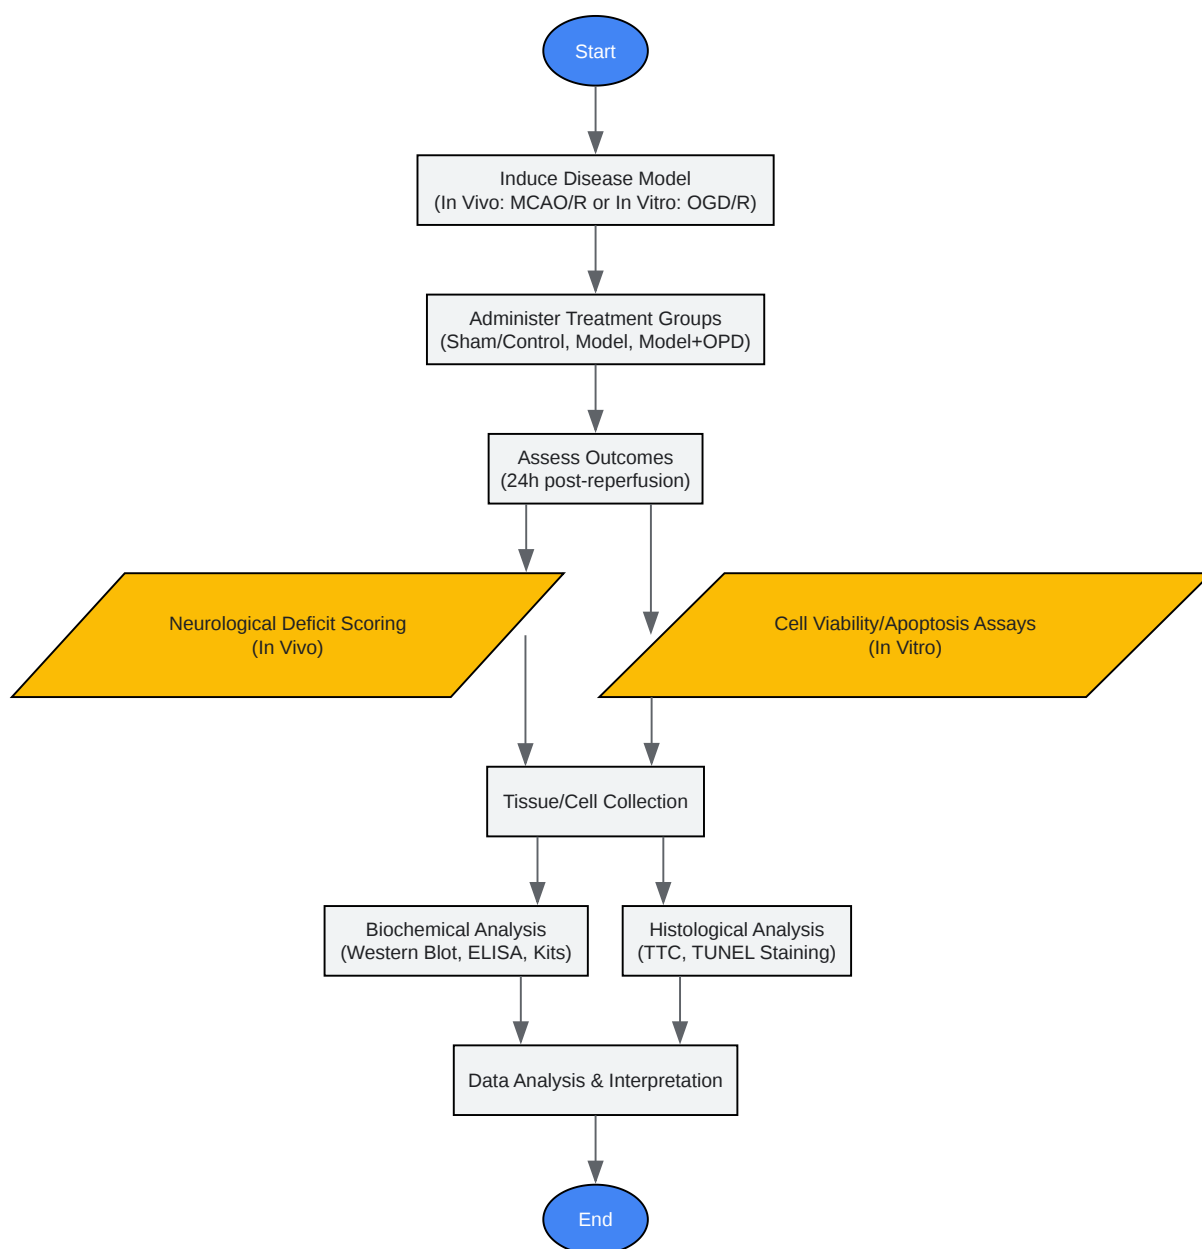 Start
Induce Disease Model
(In Vivo: MCAO/R or In Vitro: OGD/R)
Administer Treatment Groups
(Sham/Control, Model, Model+OPD)
Assess Outcomes
(24h post-reperfusion)
Neurological Deficit Scoring
(In Vivo)
Cell Viability/Apoptosis Assays
(In Vitro)
Tissue/Cell Collection
Biochemical Analysis
(Western Blot, ELISA, Kits)
Histological Analysis
(TTC, TUNEL Staining)
Data Analysis & Interpretation
End